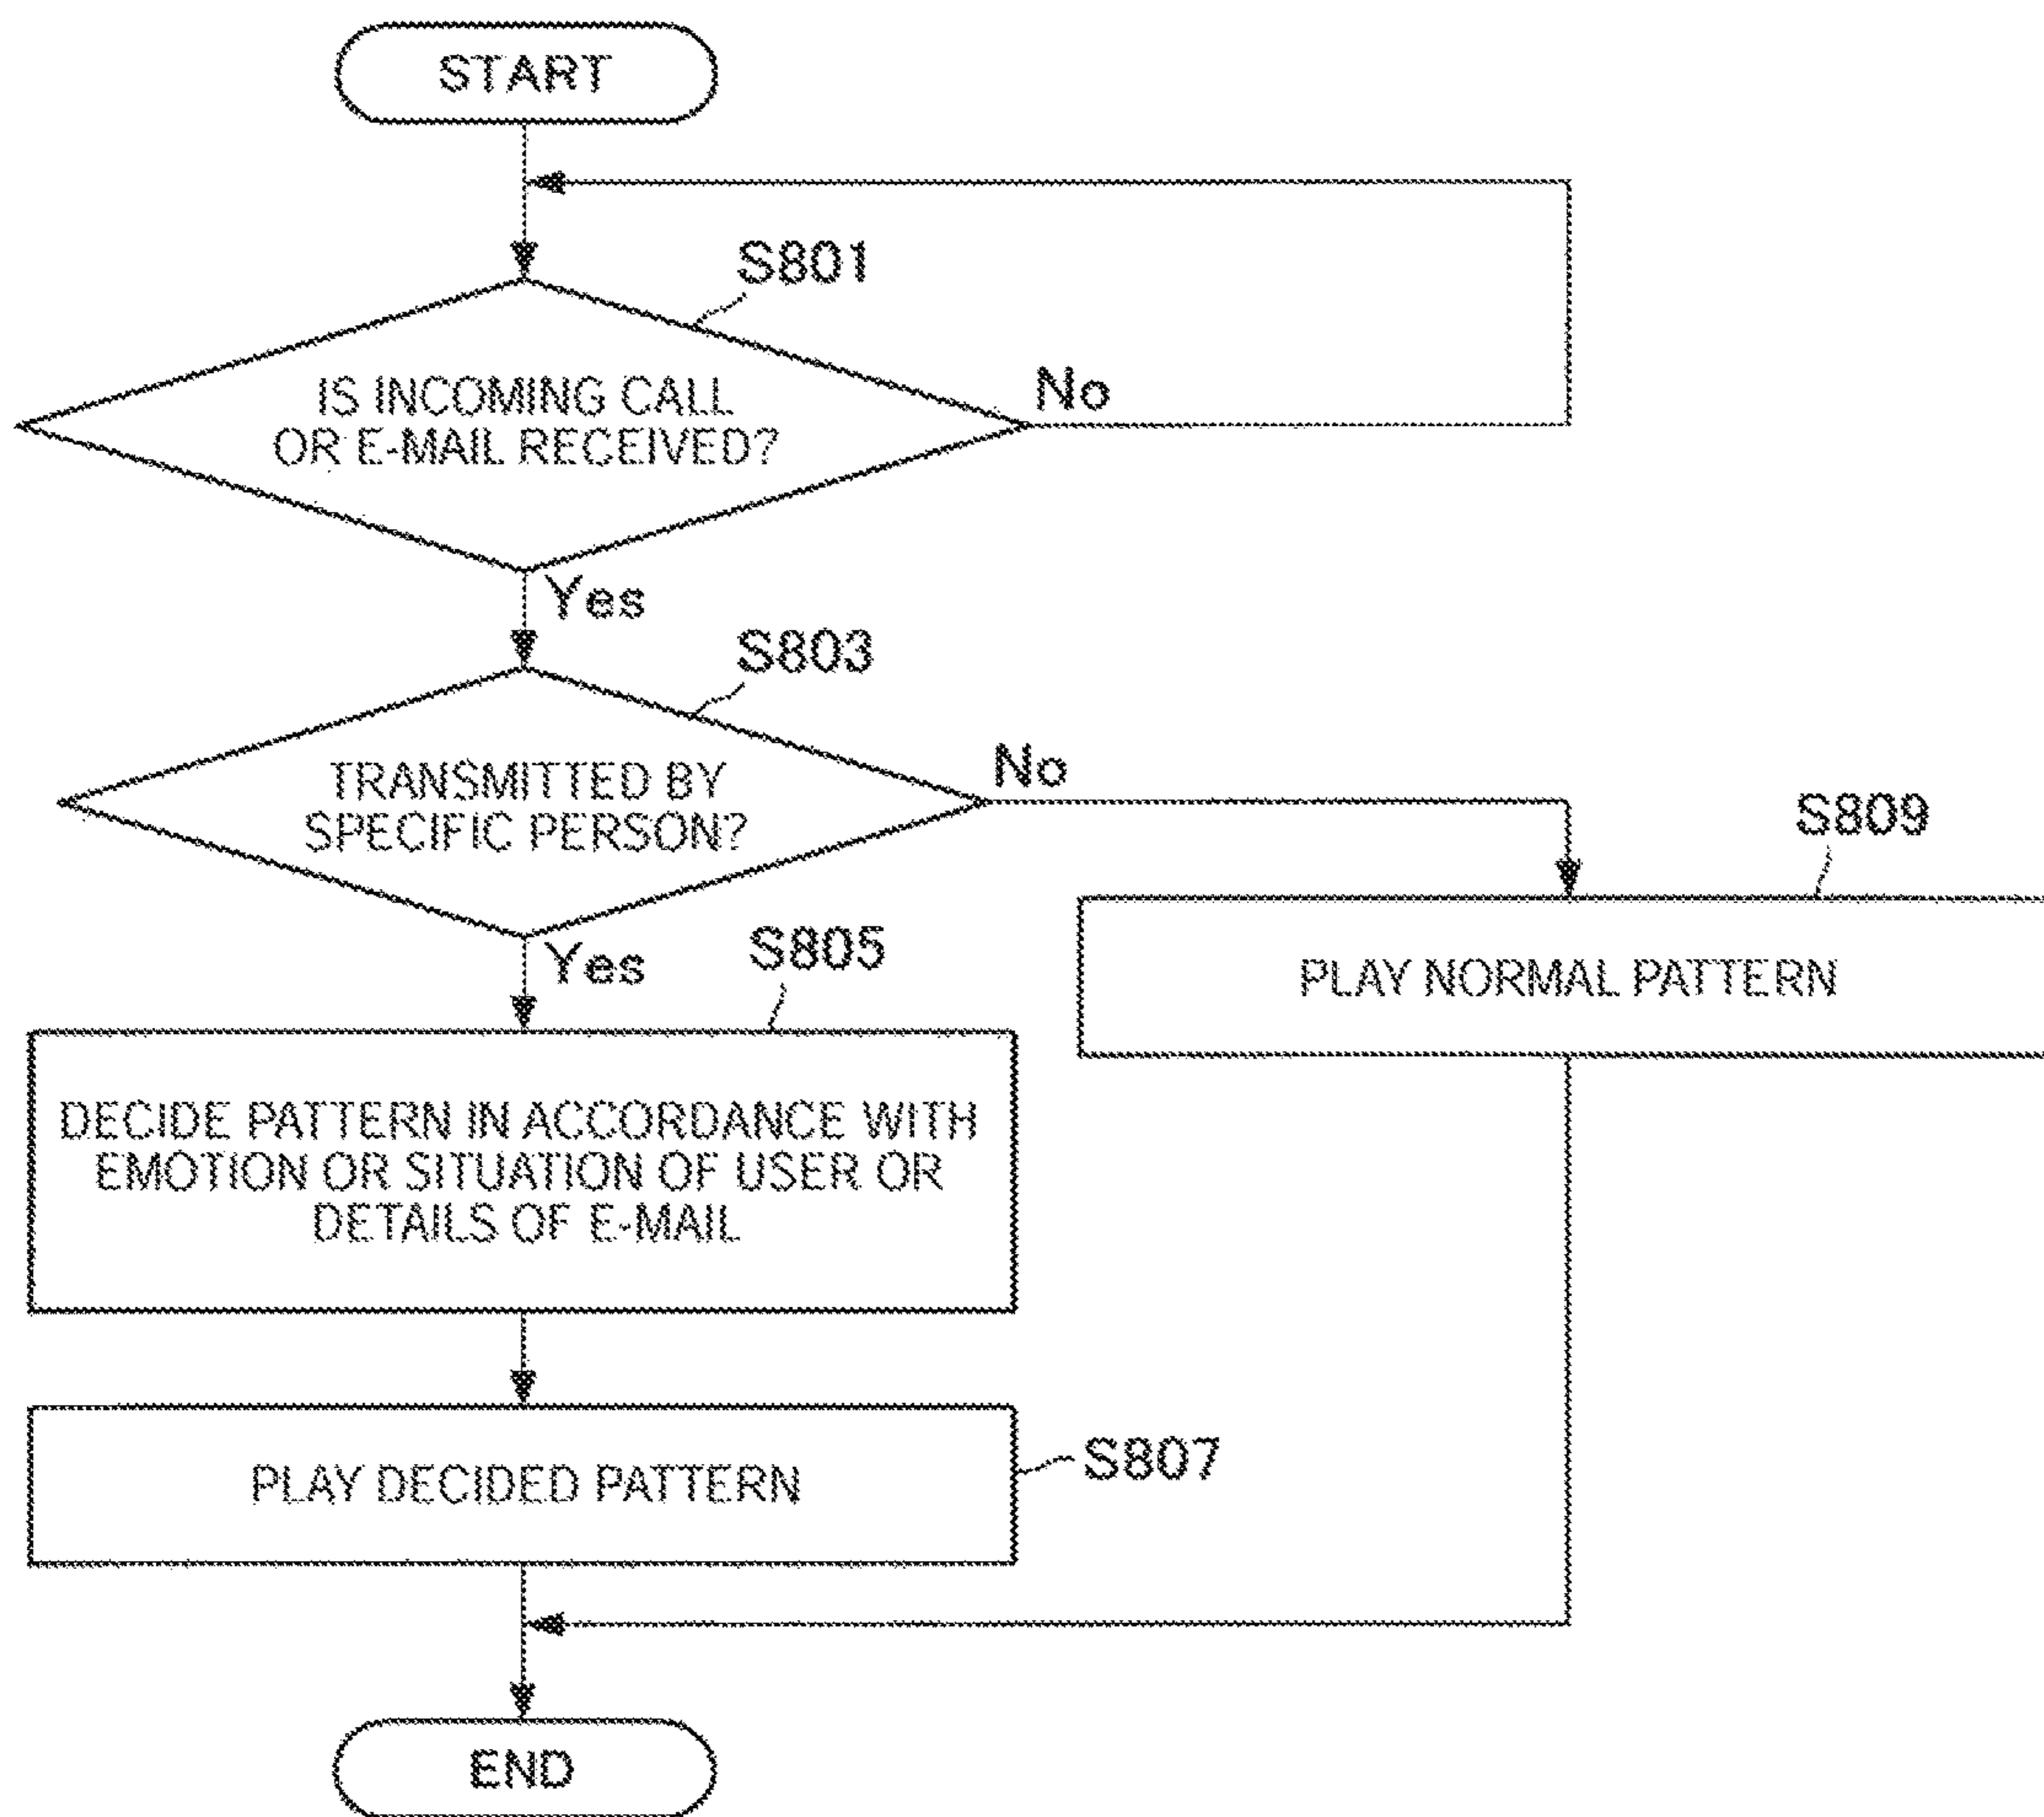 START
S801
IS INCOMING CALL
OR E-MAIL RECEIVED?
No
Yes
S803
TRANSMITTED BY
SPECIFIC PERSON?
No
S809
PLAY NORMAL PATTERN
Yes
S805
DECIDE PATTERN IN ACCORDANCE WITH
EMOTION OR SITUATION OF USER OR
DETAILS OF E-MAIL
PLAY DECIDED PATTERN
S807
END